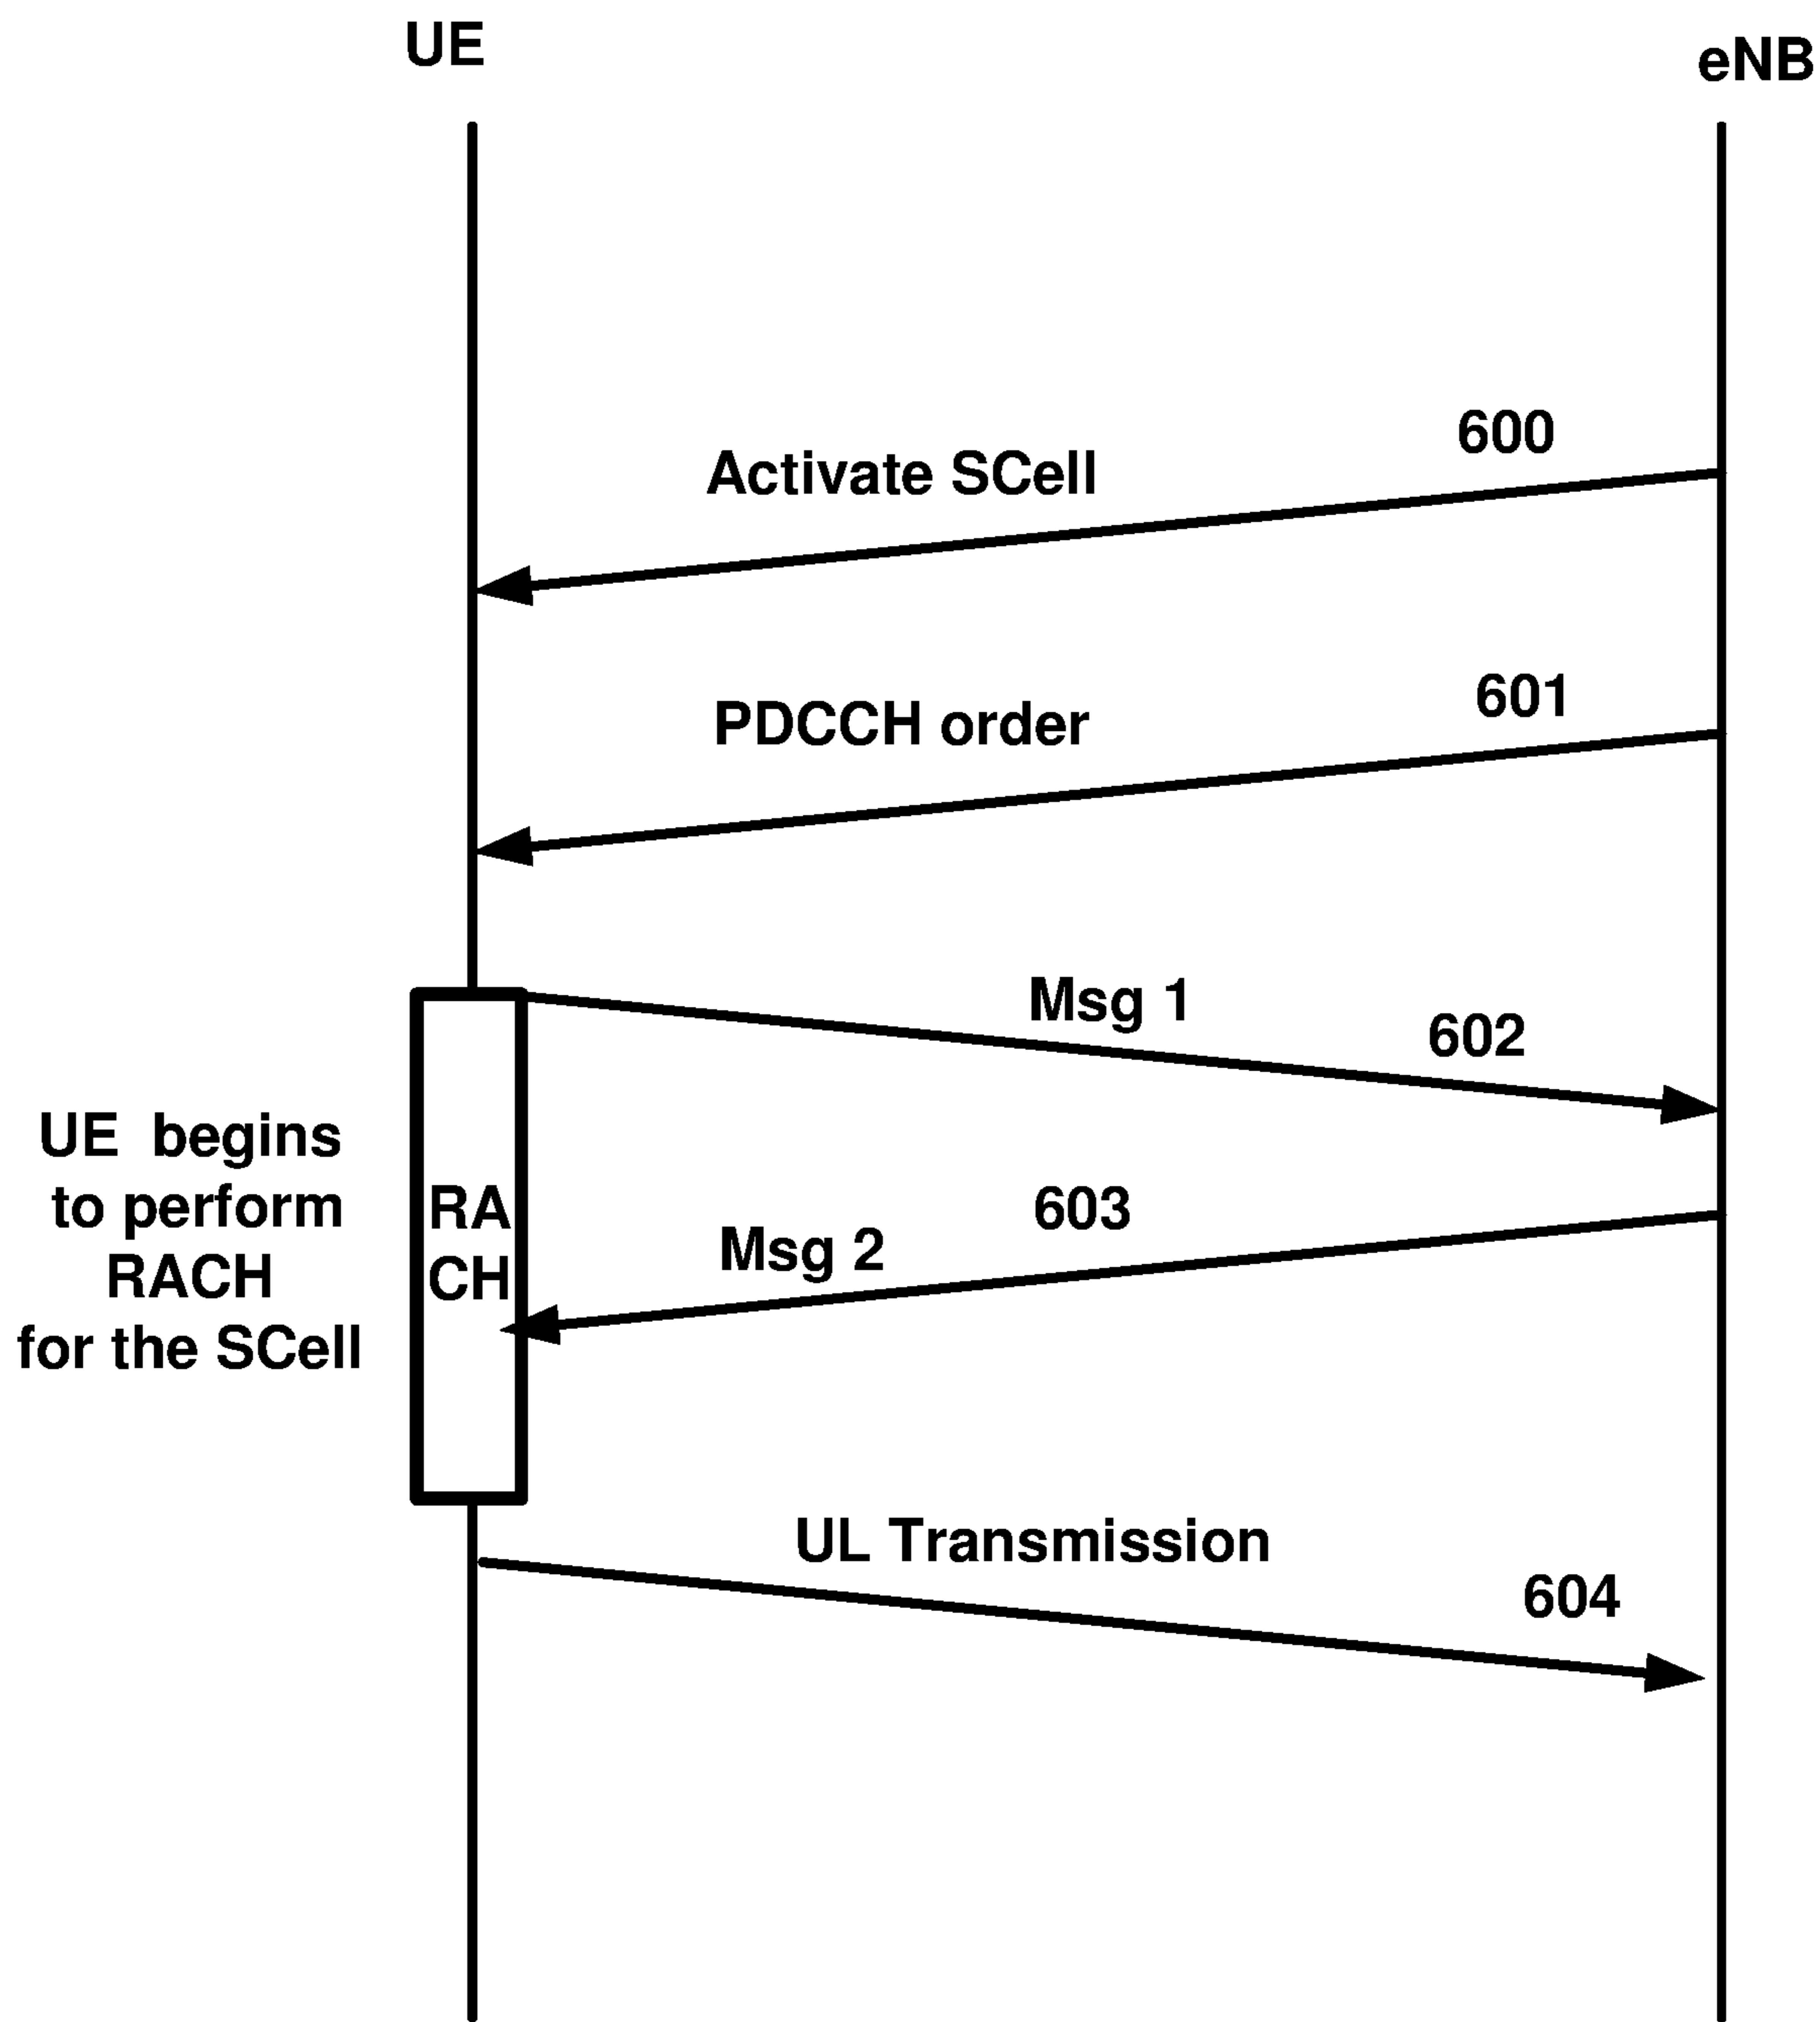 UE
eNB
600
Activate SCell
601
PDCCH order
Msg 1
602
UE begins
to perform
RACH
for the SCell
RA
CH
603
Msg 2
UL Transmission
604